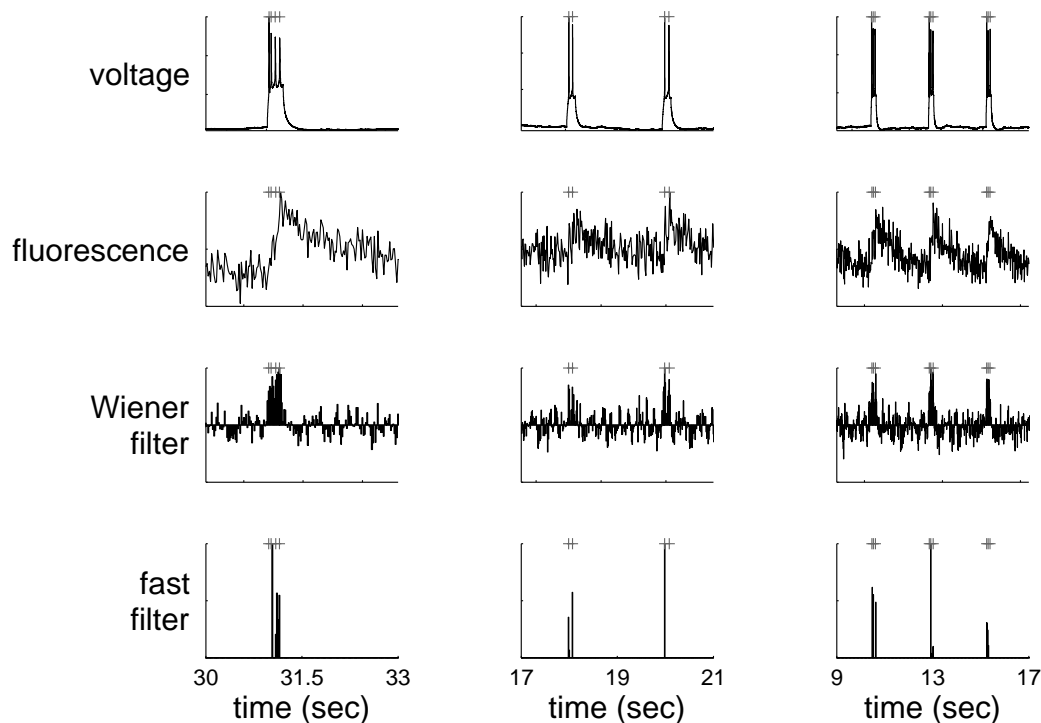 voltage
fluorescence
Wiener
filter
fast
filter
30 31.5 33
17 19 21
9 13 17
time (sec)
time (sec)
time (sec)